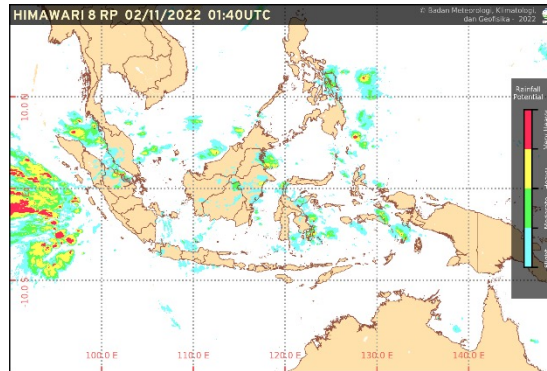 HIMAWARI 8 RP 02/11/2022 01:40UTC
© Badan Meteorologi, Klimatologi,
dan Geofisika - 2022
Rainfall
Potential
10.0 N
10.0 S
100.0 E
110.0 E
120.0 E
130.0 E
140.0 E